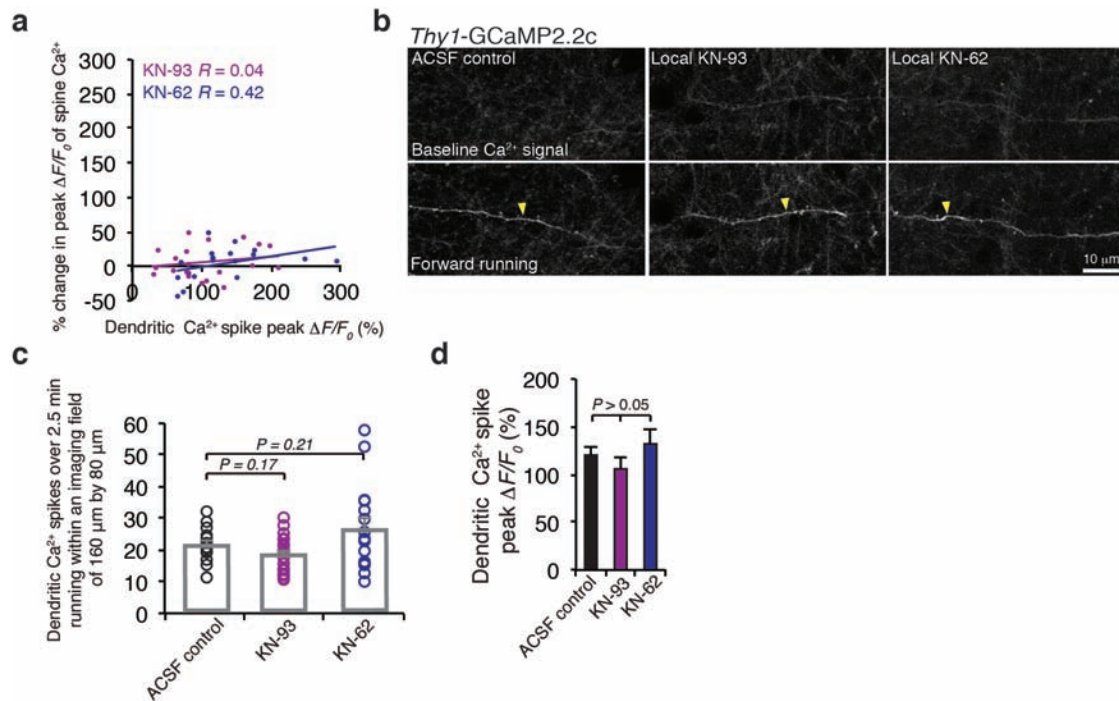 a
% change in peak ΔF/F₀ of spine Ca²⁺
300
250
200
150
100
50
0
-50
KN-93 R = 0.04
KN-62 R = 0.42
0
100
200
300
Dendritic Ca²⁺ spike peak ΔF/F₀ (%)
b
Thy1-GCaMP2.2c
ACSF control
Local KN-93
Local KN-62
Baseline Ca²⁺ signal
Forward running
10 μm
c
Dendritic Ca²⁺ spikes over 2.5 min
running within an imaging field
of 160 μm by 80 μm
60
50
40
30
20
10
0
P = 0.21
P = 0.17
ACSF control
KN-93
KN-62
d
Dendritic Ca²⁺ spike
peak ΔF/F₀ (%)
200
150
100
50
0
P > 0.05
ACSF control
KN-93
KN-62